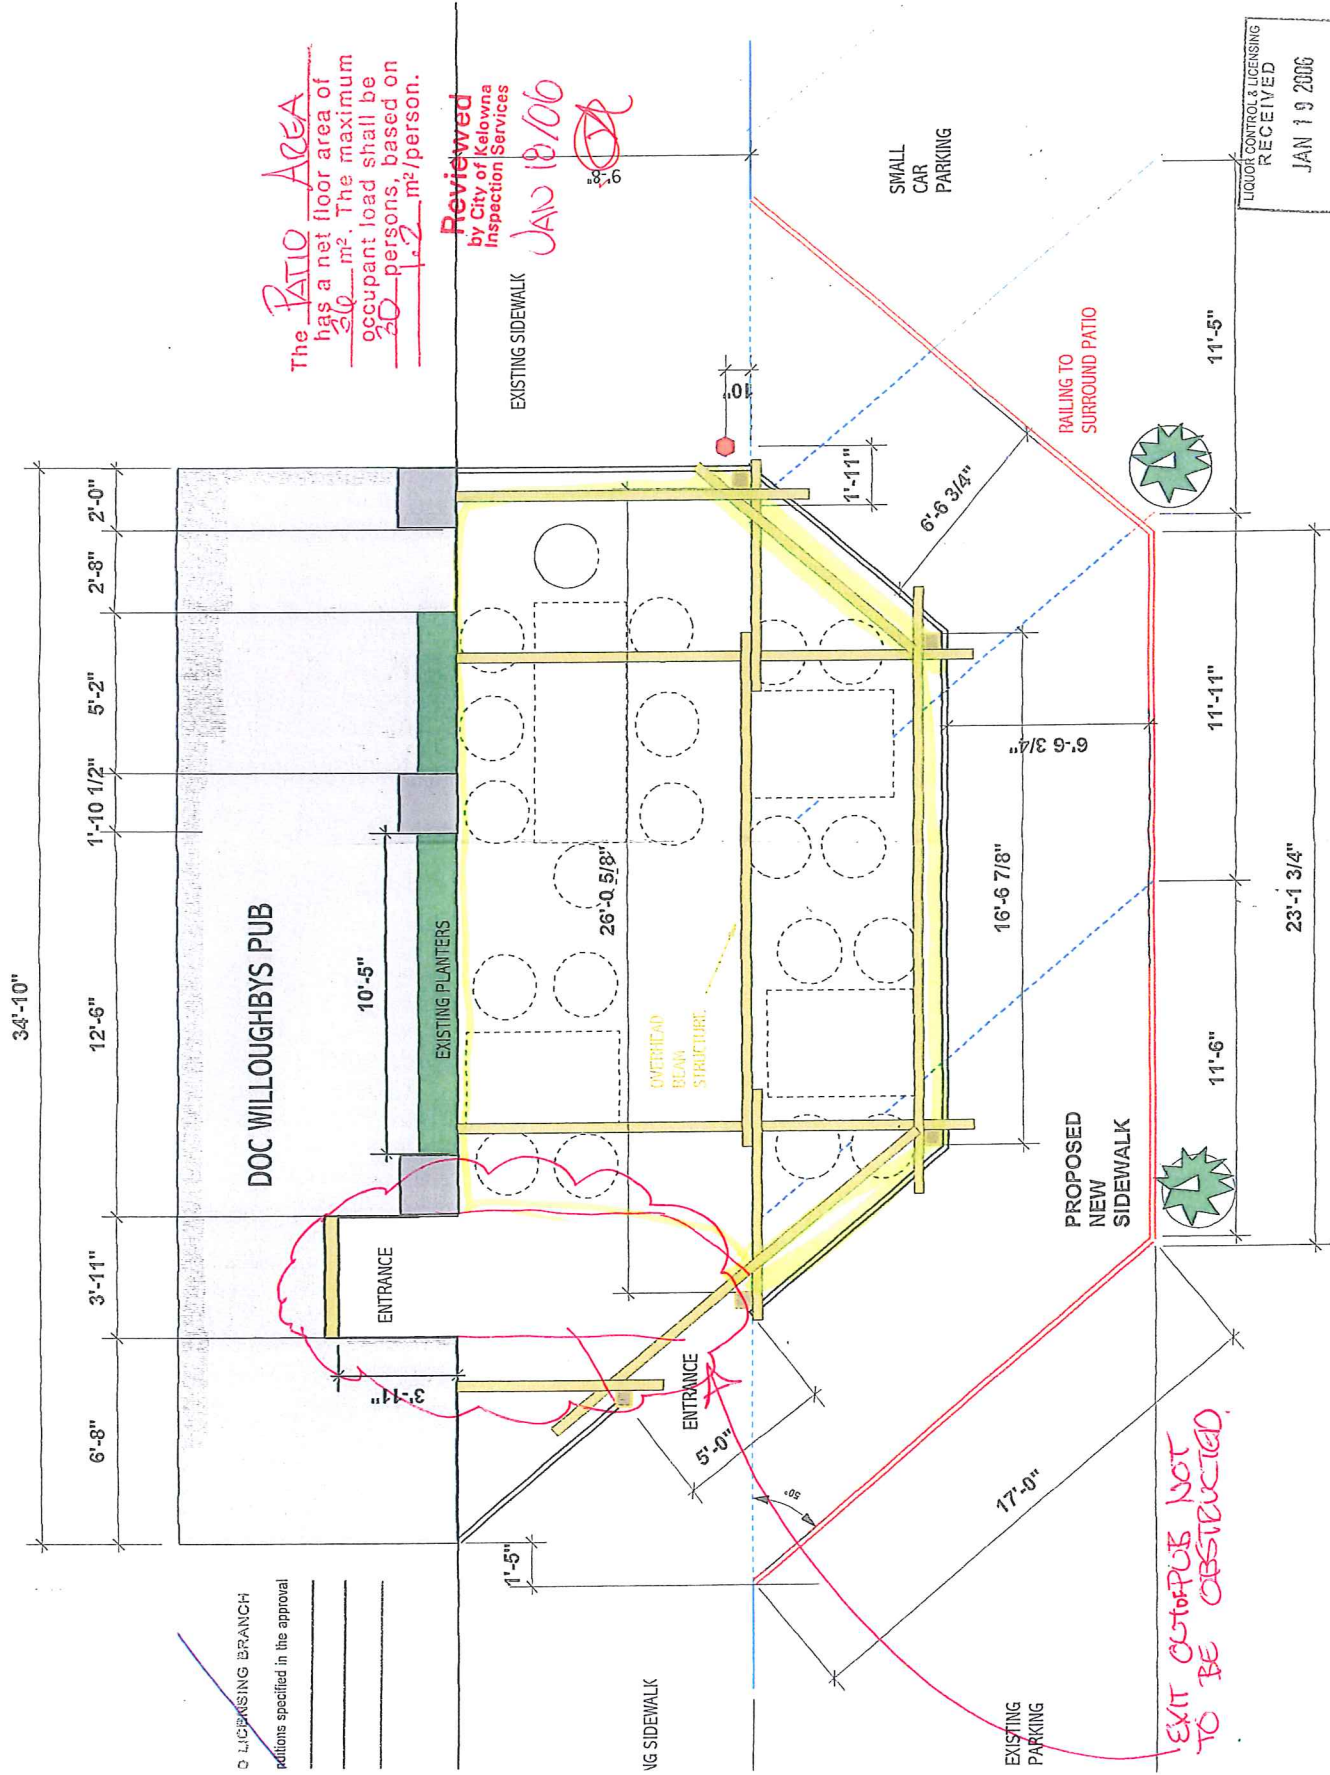 34'-10"
6'-8"
3'-11"
12'-6"
1'-10 1/2"
5'-2"
2'-8"
2'-0"
The PATIO AREA
has a net floor area of
36 m². The maximum
occupant load shall be
30 persons, based on
1.2 m²/person.
Reviewed
by City of Kelowna
Inspection Services
JAN 18/06
DOC WILLOUGHBYS PUB
10'-5"
EXISTING PLANTERS
ENTRANCE
3'-11"
O LICENSING BRANCH
nditions specified in the approval
EXISTING SIDEWALK
9'-8"
10"
1'-11"
26'-0 5/8"
OVERHEAD
BEAM
STRUCTURE
ENTRANCE
5'-0"
1'-5"
NG SIDEWALK
50°
17'-0"
SMALL
CAR
PARKING
6'-6 3/4"
6'-6 3/4"
16'-6 7/8"
RAILING TO
SURROUND PATIO
PROPOSED
NEW
SIDEWALK
EXISTING
PARKING
11'-6"
11'-11"
11'-5"
23'-1 3/4"
EXIT OUT OF PUB NOT
TO BE OBSTRUCTED.
LIQUOR CONTROL & LICENSING
RECEIVED
JAN 19 2006